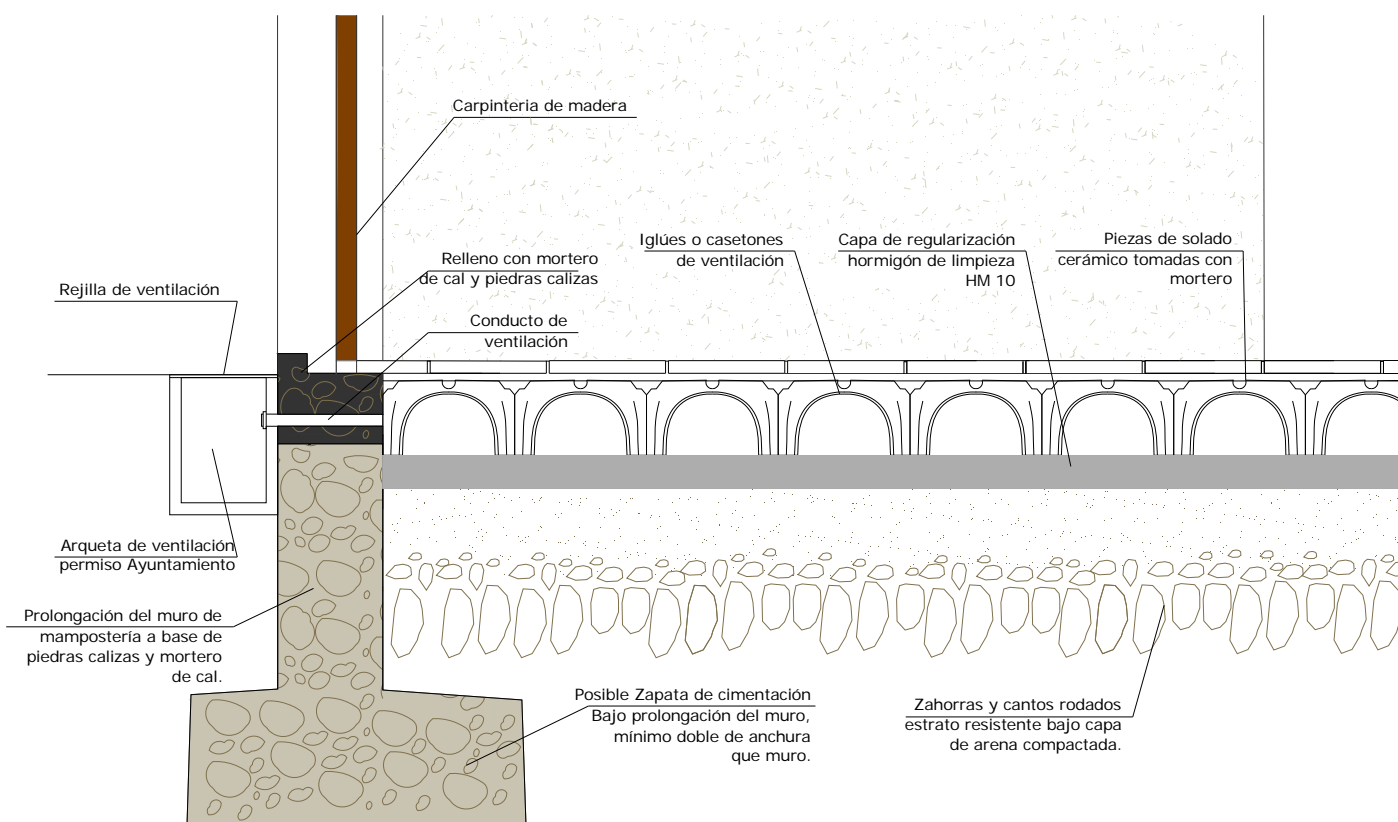 Carpinteria de madera
Iglúes o casetones
de ventilación
Capa de regularización
hormigón de limpieza
HM 10
Piezas de solado
cerámico tomadas con
mortero
Relleno con mortero
de cal y piedras calizas
Rejilla de ventilación
Conducto de
ventilación
Arqueta de ventilación
permiso Ayuntamiento
Prolongación del muro de
mampostería a base de
piedras calizas y mortero
de cal.
Posible Zapata de cimentación
Bajo prolongación del muro,
mínimo doble de anchura
que muro.
Zahorras y cantos rodados
estrato resistente bajo capa
de arena compactada.